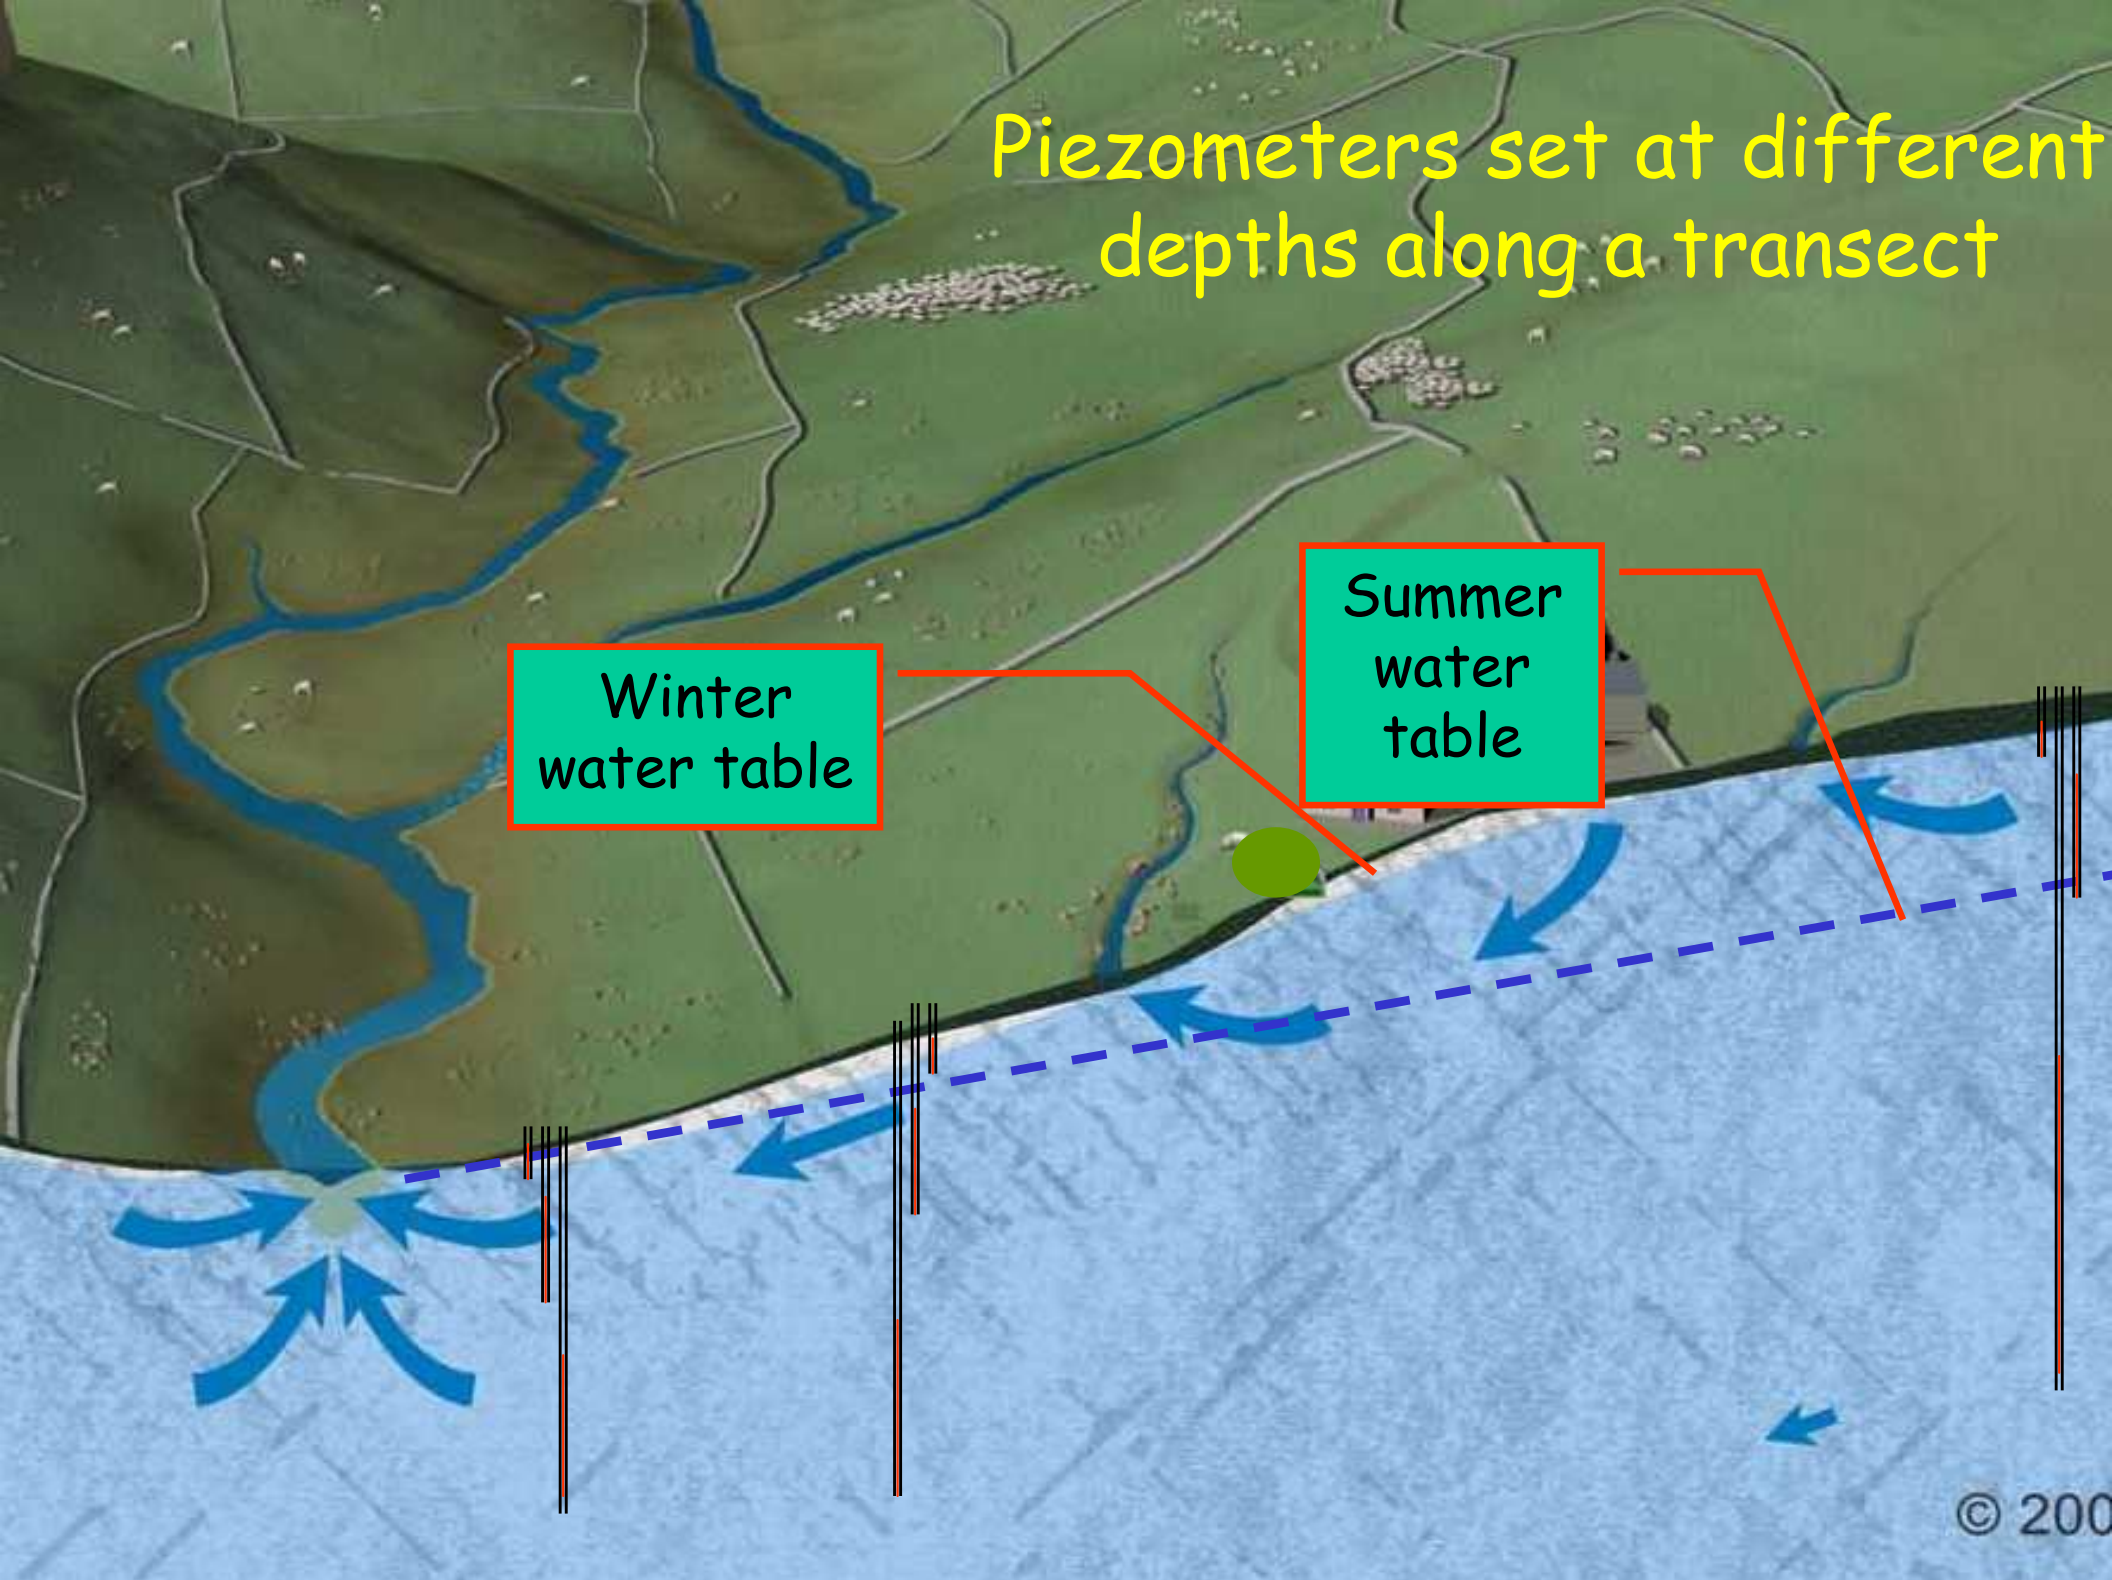 Piezometers set at different
depths along a transect
Summer
water
table
Winter
water table
© 200